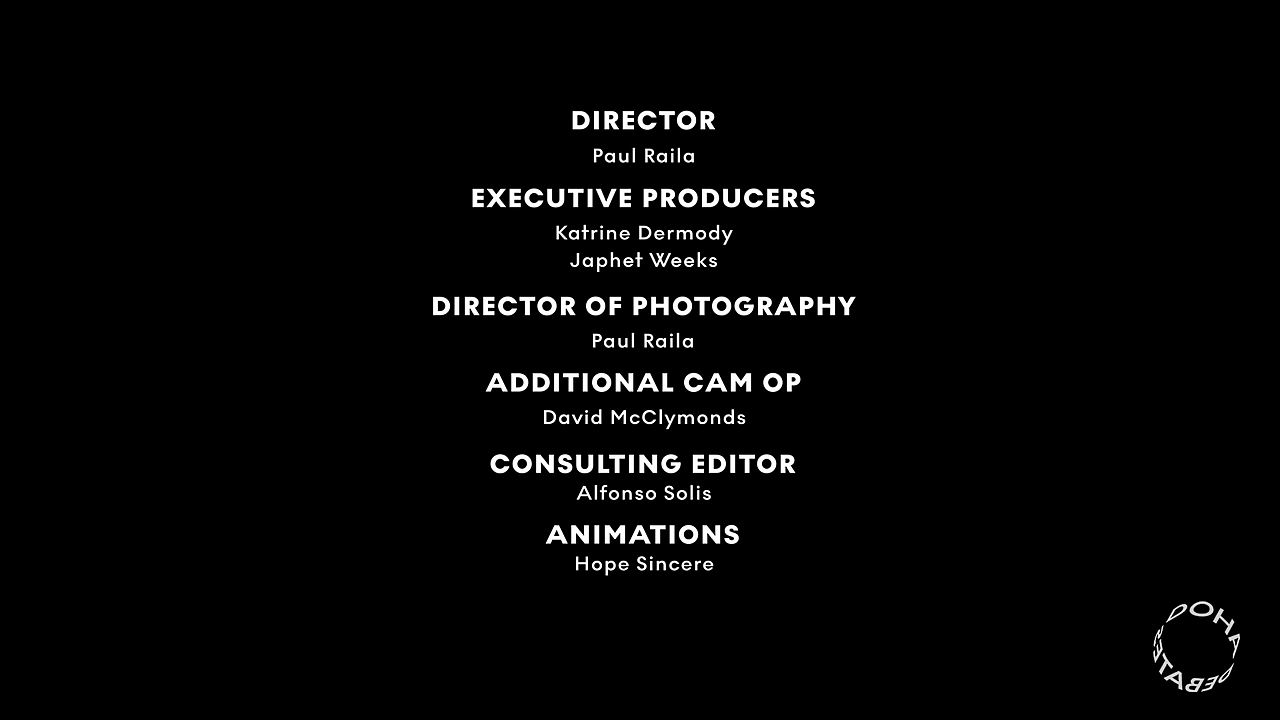 DIRECTOR
Paul Raila
EXECUTIVE PRODUCERS
Katrine Dermody
Japhet Weeks
DIRECTOR OF PHOTOGRAPHY
Paul Raila
ADDITIONAL CAM OP
David McClymonds
CONSULTING EDITOR
Alfonso Solis
ANIMATIONS
Hope Sincere
DOHA DEBATES